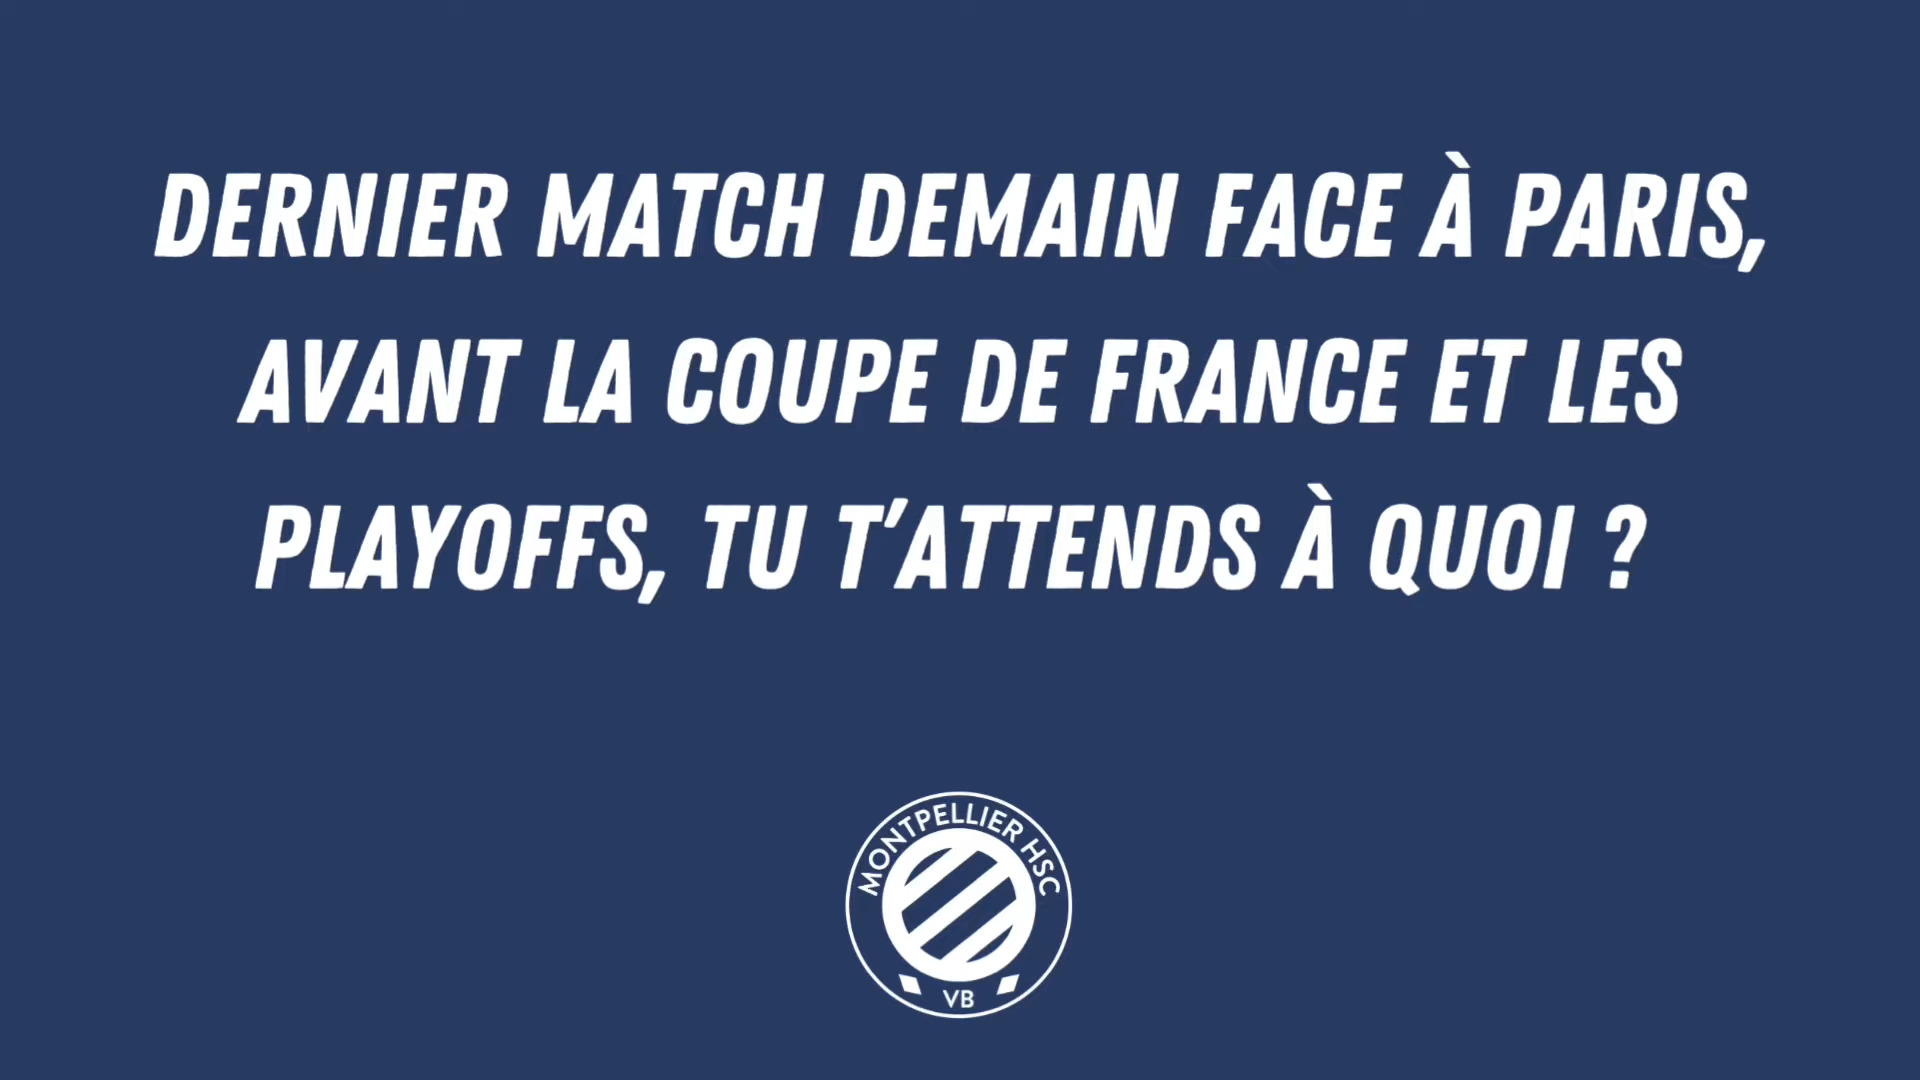 DERNIER MATCH DEMAIN FACE À PARIS,
AVANT LA COUPE DE FRANCE ET LES
PLAYOFFS, TU T'ATTENDS À QUOI ?
MONTPELLIER HSC
VB